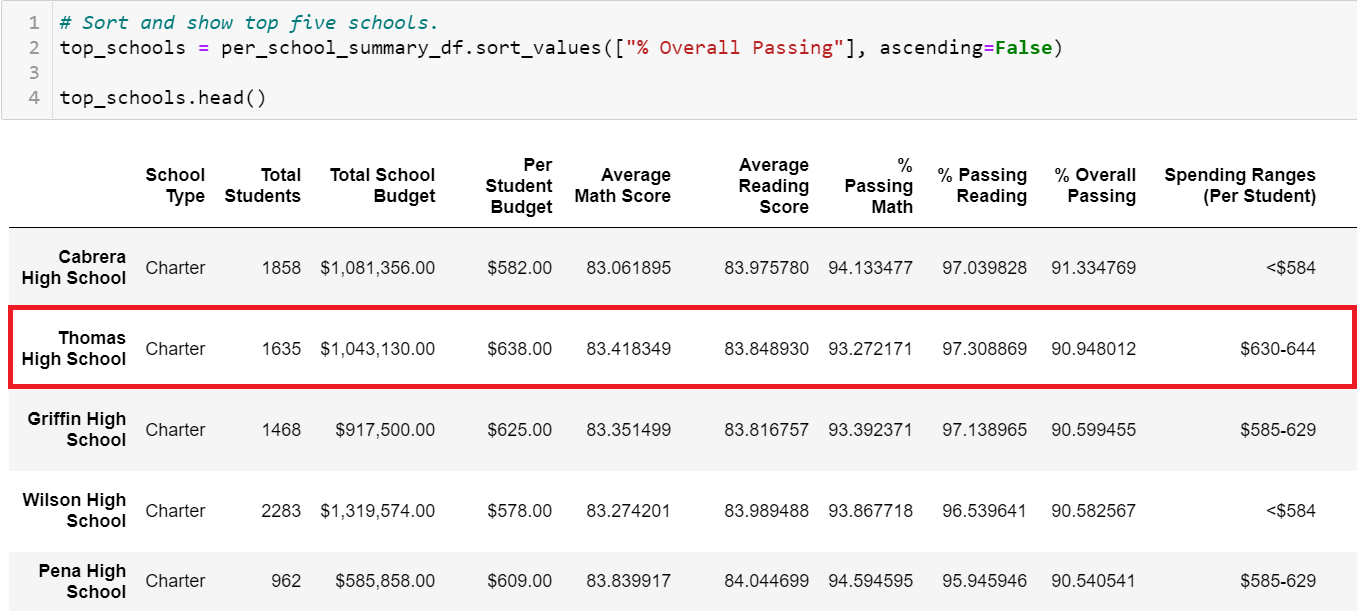 1 # Sort and show top five schools.
2 top_schools = per_school_summary_df.sort_values(["% Overall Passing"], ascending=False)
3
4 top_schools.head()
School Type Total Students Total School Budget Per Student Budget Average Math Score Average Reading Score % Passing Math % Passing Reading % Overall Passing Spending Ranges (Per Student)
Cabrera High School Charter 1858 $1,081,356.00 $582.00 83.061895 83.975780 94.133477 97.039828 91.334769 <$584
Thomas High School Charter 1635 $1,043,130.00 $638.00 83.418349 83.848930 93.272171 97.308869 90.948012 $630-644
Griffin High School Charter 1468 $917,500.00 $625.00 83.351499 83.816757 93.392371 97.138965 90.599455 $585-629
Wilson High School Charter 2283 $1,319,574.00 $578.00 83.274201 83.989488 93.867718 96.539641 90.582567 <$584
Pena High School Charter 962 $585,858.00 $609.00 83.839917 84.044699 94.594595 95.945946 90.540541 $585-629